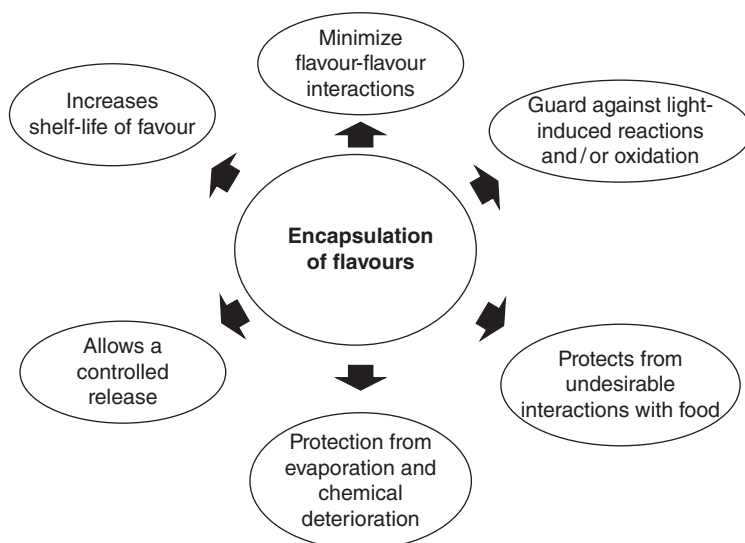 Minimize
flavour-flavour
interactions
Increases
shelf-life of favour
Guard against light-
induced reactions
and/or oxidation
Encapsulation
of flavours
Allows a
controlled
release
Protects from
undesirable
interactions with food
Protection from
evaporation and
chemical
deterioration